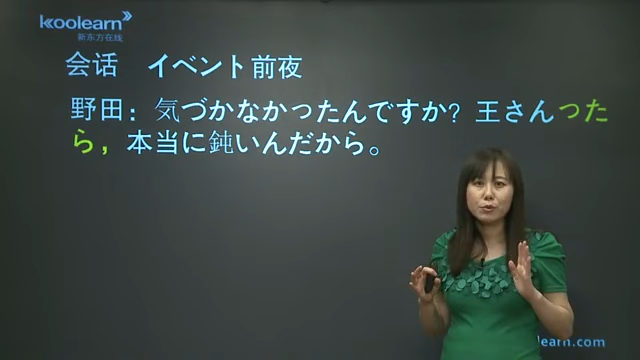 koolearn
新东方在线
会话 イベント前夜
野田：気づかなかったんですか？王さんった
ら，本当に鈍いんだから。
learn.com